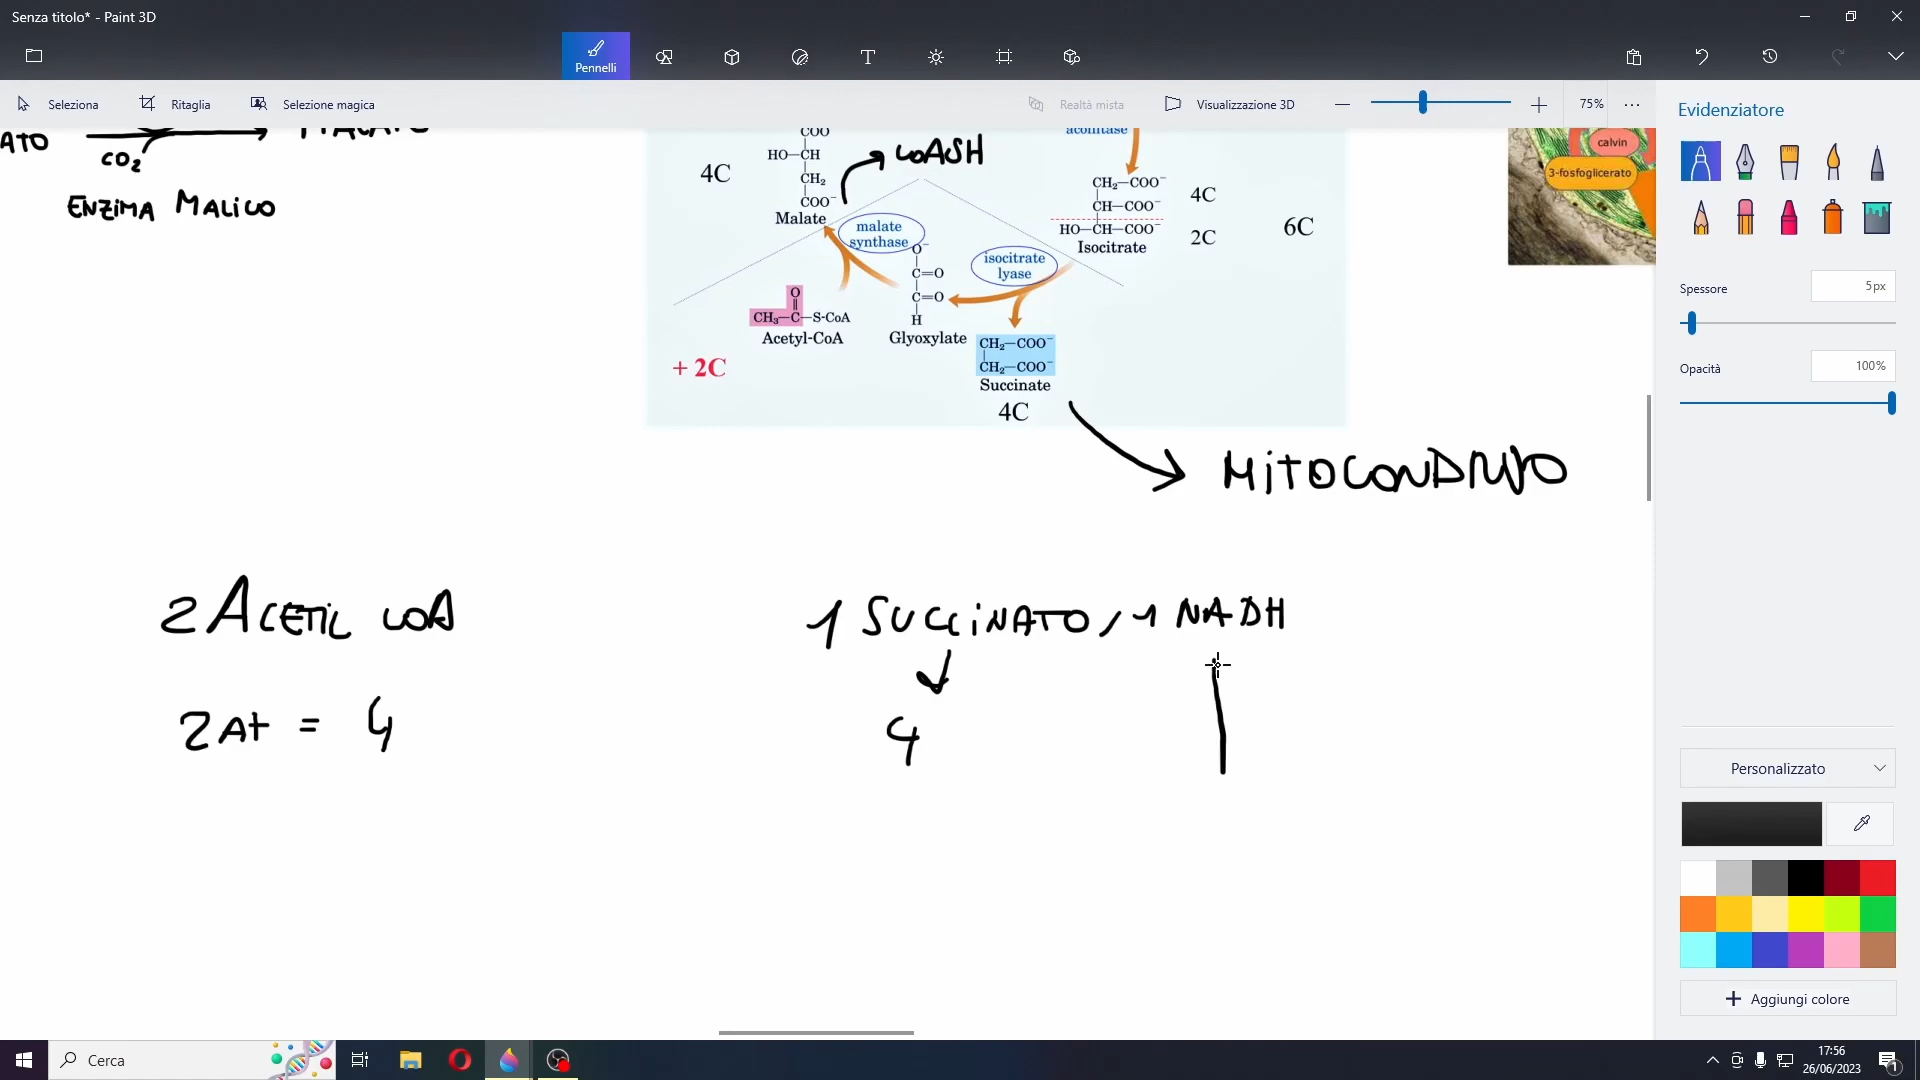 Senza titolo* - Paint 3D
Pennelli
Seleziona
Ritaglia
Selezione magica
Realtà mista
Visualizzazione 3D
75%
Evidenziatore
Spessore
5px
Opacità
100%
Personalizzato
Aggiungi colore
ATO
CO2
MALATO
ENZIMA MALICO
COO
HO—CH
CH₂
COO⁻
Malate
4C
COASH
malate
synthase
aconitase
CH₂—COO⁻
CH—COO⁻
HO—CH—COO⁻
Isocitrate
4C
2C
6C
isocitrate
lyase
O⁻
C=O
C=O
H
Glyoxylate
O
CH₃—C—S-CoA
Acetyl-CoA
+ 2C
CH₂—COO⁻
CH₂—COO⁻
Succinate
4C
calvin
3-fosfoglicerato
MITOCONDRIO
2 ACETIL COA
1 SUCCINATO, 1 NADH
2 At = 4
4
Cerca
17:56
26/06/2023
1